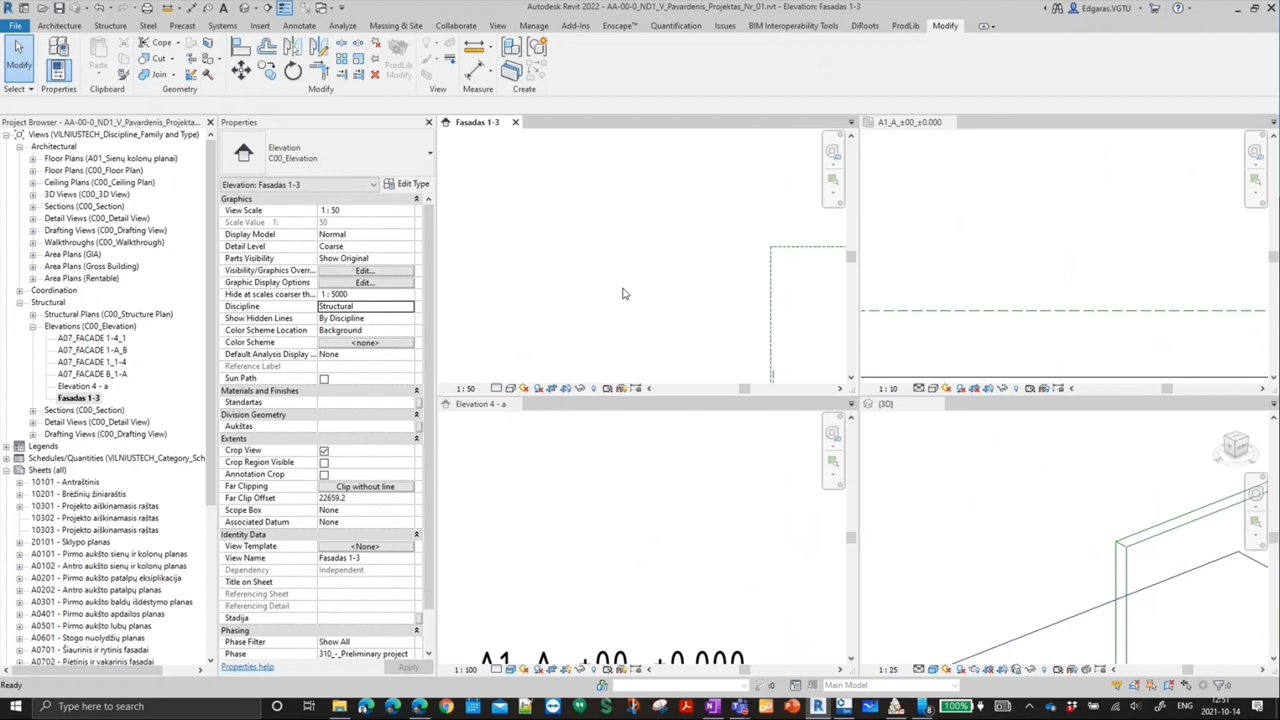 Autodesk Revit 2022 - AA-00-0_ND1_V_Pavardenis_Projektas_Nr_01.rvt - Elevation: Fasadas 1-3
Edgaras.VGTU
File Architecture Structure Steel Precast Systems Insert Annotate Analyze Massing & Site Collaborate View Manage Add-Ins Enscape™ Quantification Issues BIM Interoperability Tools DiRoots ProdLib Modify
Modify Paste Cope Cut Join ProdLib Modify
Select Properties Clipboard Geometry Modify View Measure Create
Project Browser - AA-00-0_ND1_V_Pavardenis_Projekta...
Views (VILNIUSTECH_Discipline_Family and Type)
Architectural
Floor Plans (A01_Sienų kolonų planai)
Floor Plans (C00_Floor Plan)
Ceiling Plans (C00_Ceiling Plan)
3D Views (C00_3D View)
Sections (C00_Section)
Detail Views (C00_Detail View)
Drafting Views (C00_Drafting View)
Walkthroughs (C00_Walkthrough)
Area Plans (GIA)
Area Plans (Gross Building)
Area Plans (Rentable)
Coordination
Structural
Structural Plans (C00_Structure Plan)
Elevations (C00_Elevation)
A07_FACADE 1-4_1
A07_FACADE 1-A_B
A07_FACADE 1_1-4
A07_FACADE B_1-A
Elevation 4 - a
Fasadas 1-3
Sections (C00_Section)
Detail Views (C00_Detail View)
Drafting Views (C00_Drafting View)
Legends
Schedules/Quantities (VILNIUSTECH_Category_Sch
Sheets (all)
10101 - Antraštinis
10201 - Brėžinių žiniaraštis
10301 - Projekto aiškinamasis raštas
10302 - Projekto aiškinamasis raštas
10303 - Projekto aiškinamasis raštas
20101 - Sklypo planas
A0101 - Pirmo aukšto sienų ir kolonų planas
A0102 - Antro aukšto sienų ir kolonų planas
A0201 - Pirmo aukšto patalpų eksiplikacija
A0202 - Antro aukšto patalpų planas
A0301 - Pirmo aukšto baldų išdėstymo planas
A0401 - Pirmo aukšto apdailos planas
A0501 - Pirmo aukšto lubų planas
A0601 - Stogo nuolydžių planas
A0701 - Šiaurinis ir rytinis fasadai
A0702 - Pietinis ir vakarinis fasadai
Properties
Elevation
C00_Elevation
Elevation: Fasadas 1-3 Edit Type
Graphics
View Scale 1 : 50
Scale Value 1: 50
Display Model Normal
Detail Level Coarse
Parts Visibility Show Original
Visibility/Graphics Overr... Edit...
Graphic Display Options Edit...
Hide at scales coarser th... 1 : 5000
Discipline Structural
Show Hidden Lines By Discipline
Color Scheme Location Background
Color Scheme <none>
Default Analysis Display ... None
Reference Label
Sun Path
Materials and Finishes
Standartas
Division Geometry
Aukštas
Extents
Crop View
Crop Region Visible
Annotation Crop
Far Clipping Clip without line
Far Clip Offset 22659.2
Scope Box None
Associated Datum None
Identity Data
View Template <None>
View Name Fasadas 1-3
Dependency Independent
Title on Sheet
Referencing Sheet
Referencing Detail
Stadija
Phasing
Phase Filter Show All
Phase 310_-_Preliminary project
Properties help Apply
Fasadas 1-3
1 : 50
A1_A_±00_±0.000
1 : 10
Elevation 4 - a
A1_A_±00_±0.000
1 : 100
{3D}
1 : 25
Ready
:0 Main Model :0
Type here to search
100% ENG 12:51
2021-10-14